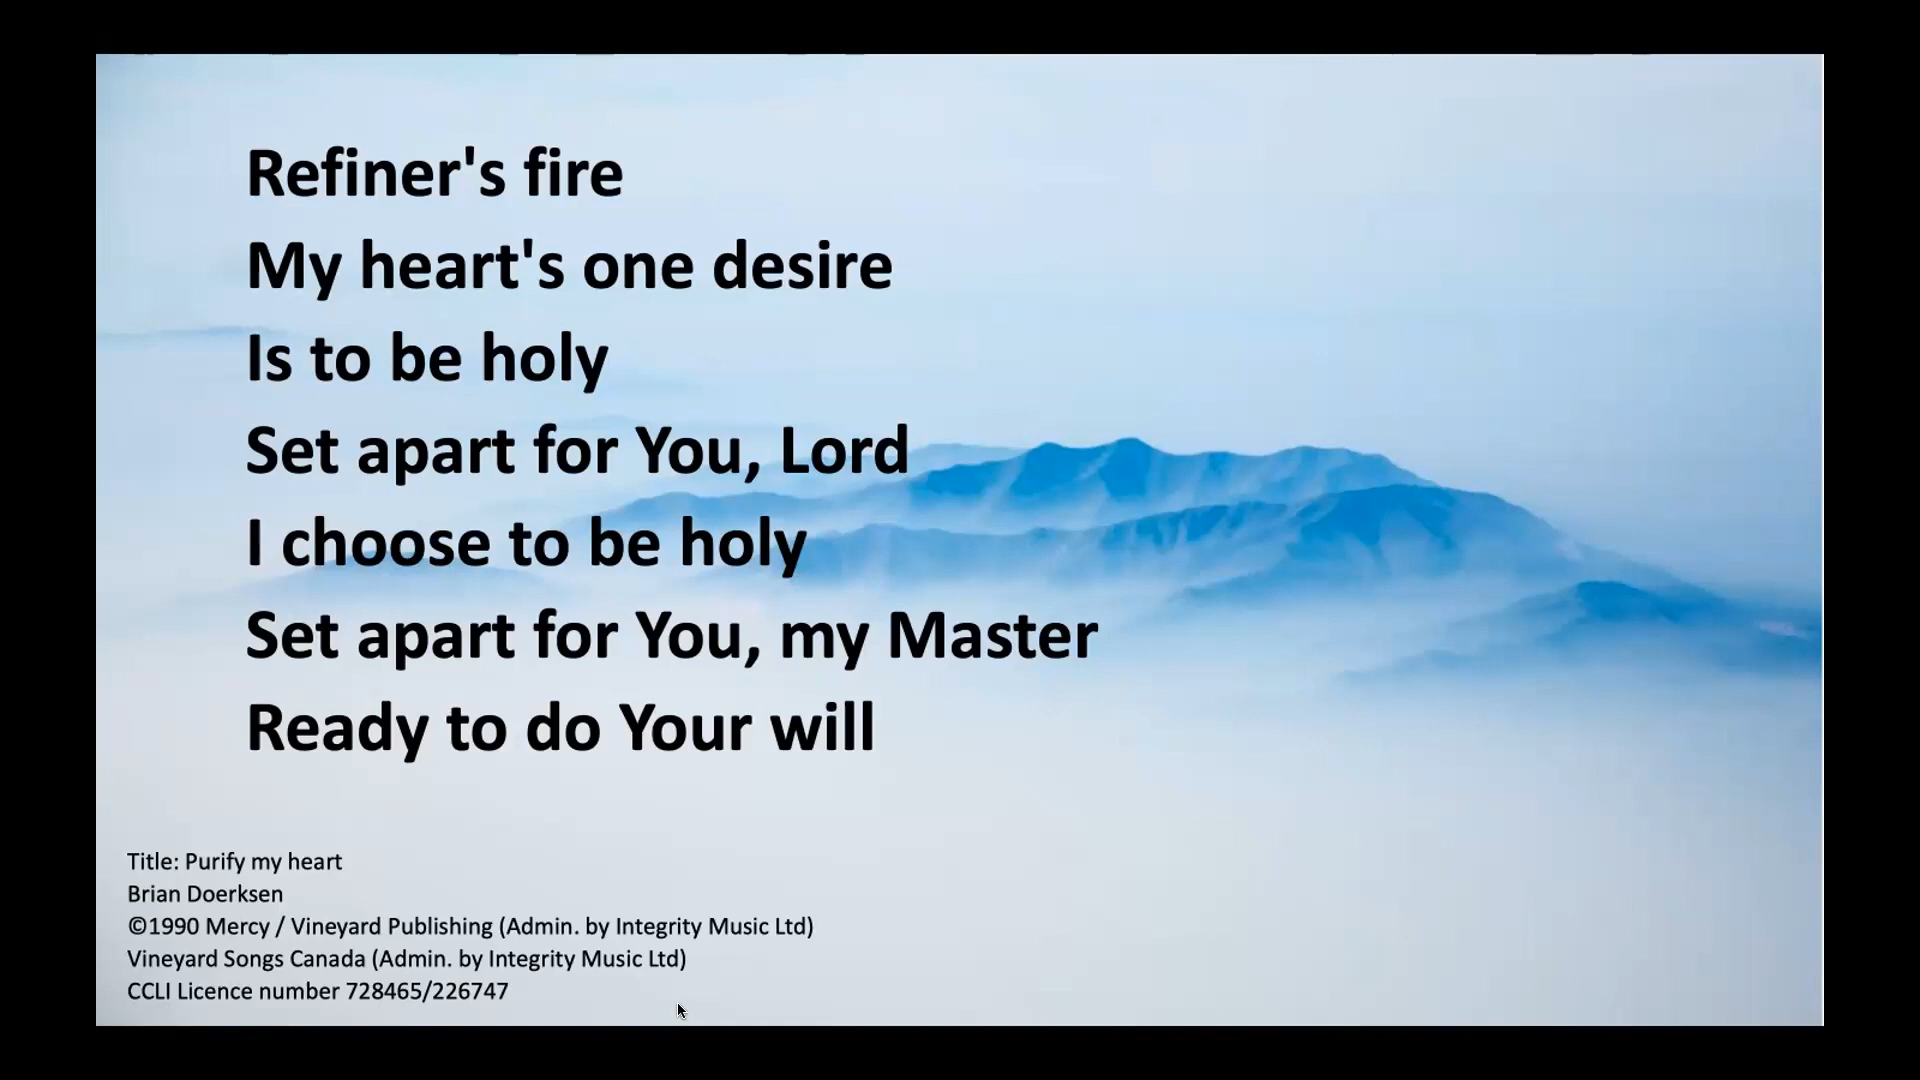 Refiner's fire
My heart's one desire
Is to be holy
Set apart for You, Lord
I choose to be holy
Set apart for You, my Master
Ready to do Your will
Title: Purify my heart
Brian Doerksen
©1990 Mercy / Vineyard Publishing (Admin. by Integrity Music Ltd)
Vineyard Songs Canada (Admin. by Integrity Music Ltd)
CCLI Licence number 728465/226747